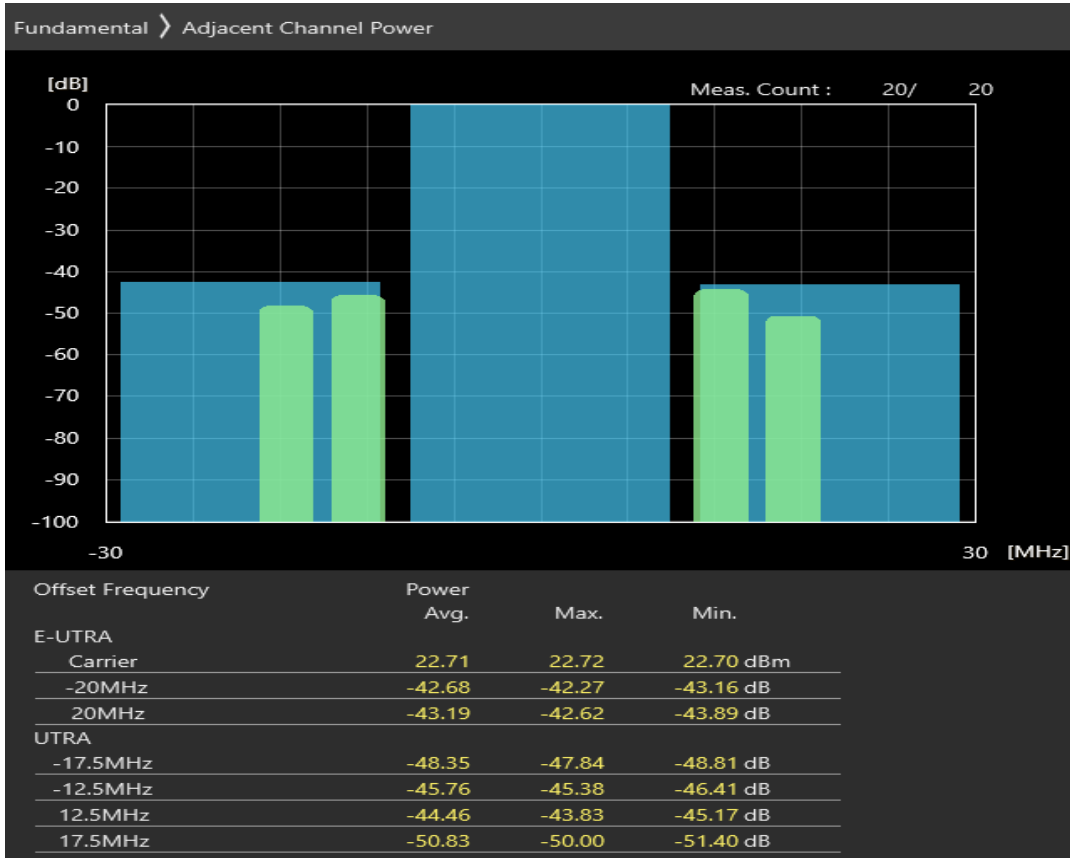 Fundamental ❭ Adjacent Channel Power
[dB]
Meas. Count : 20/ 20
0
-10
-20
-30
-40
-50
-60
-70
-80
-90
-100
-30 30 [MHz]
Offset Frequency Power
Avg. Max. Min.
E-UTRA
Carrier 22.71 22.72 22.70 dBm
-20MHz -42.68 -42.27 -43.16 dB
20MHz -43.19 -42.62 -43.89 dB
UTRA
-17.5MHz -48.35 -47.84 -48.81 dB
-12.5MHz -45.76 -45.38 -46.41 dB
12.5MHz -44.46 -43.83 -45.17 dB
17.5MHz -50.83 -50.00 -51.40 dB